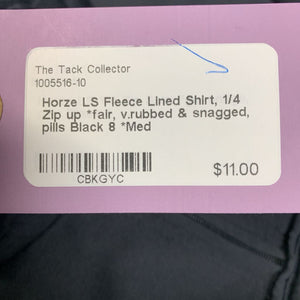 The Tack Collector
1005516-10
Horze LS Fleece Lined Shirt, 1/4
Zip up *fair, v.rubbed & snagged,
pills Black 8 *Med
CBKGYC
$11.00